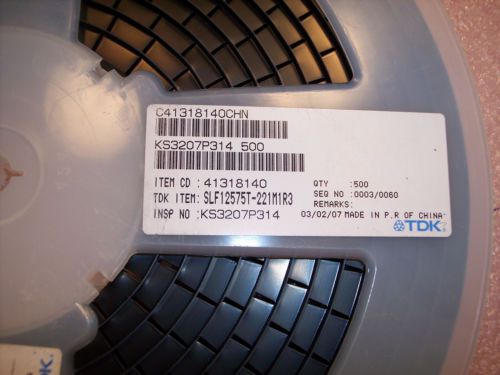 C41318140CHN
KS3207P314 500
ITEM CD : 41318140
TDK ITEM: SLF12575T-221M1R3
INSP NO : KS3207P314
QTY :500
SEQ NO :0003/0060
REMARKS:
03/02/07 MADE IN P.R OF CHINA
TDK
DK.